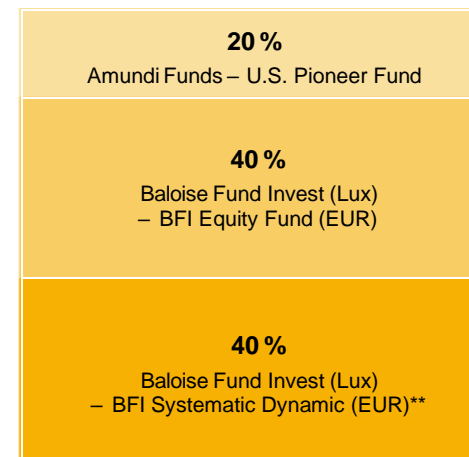 20 %
Amundi Funds – U.S. Pioneer Fund
40 %
Baloise Fund Invest (Lux)
– BFI Equity Fund (EUR)
40 %
Baloise Fund Invest (Lux)
– BFI Systematic Dynamic (EUR)**